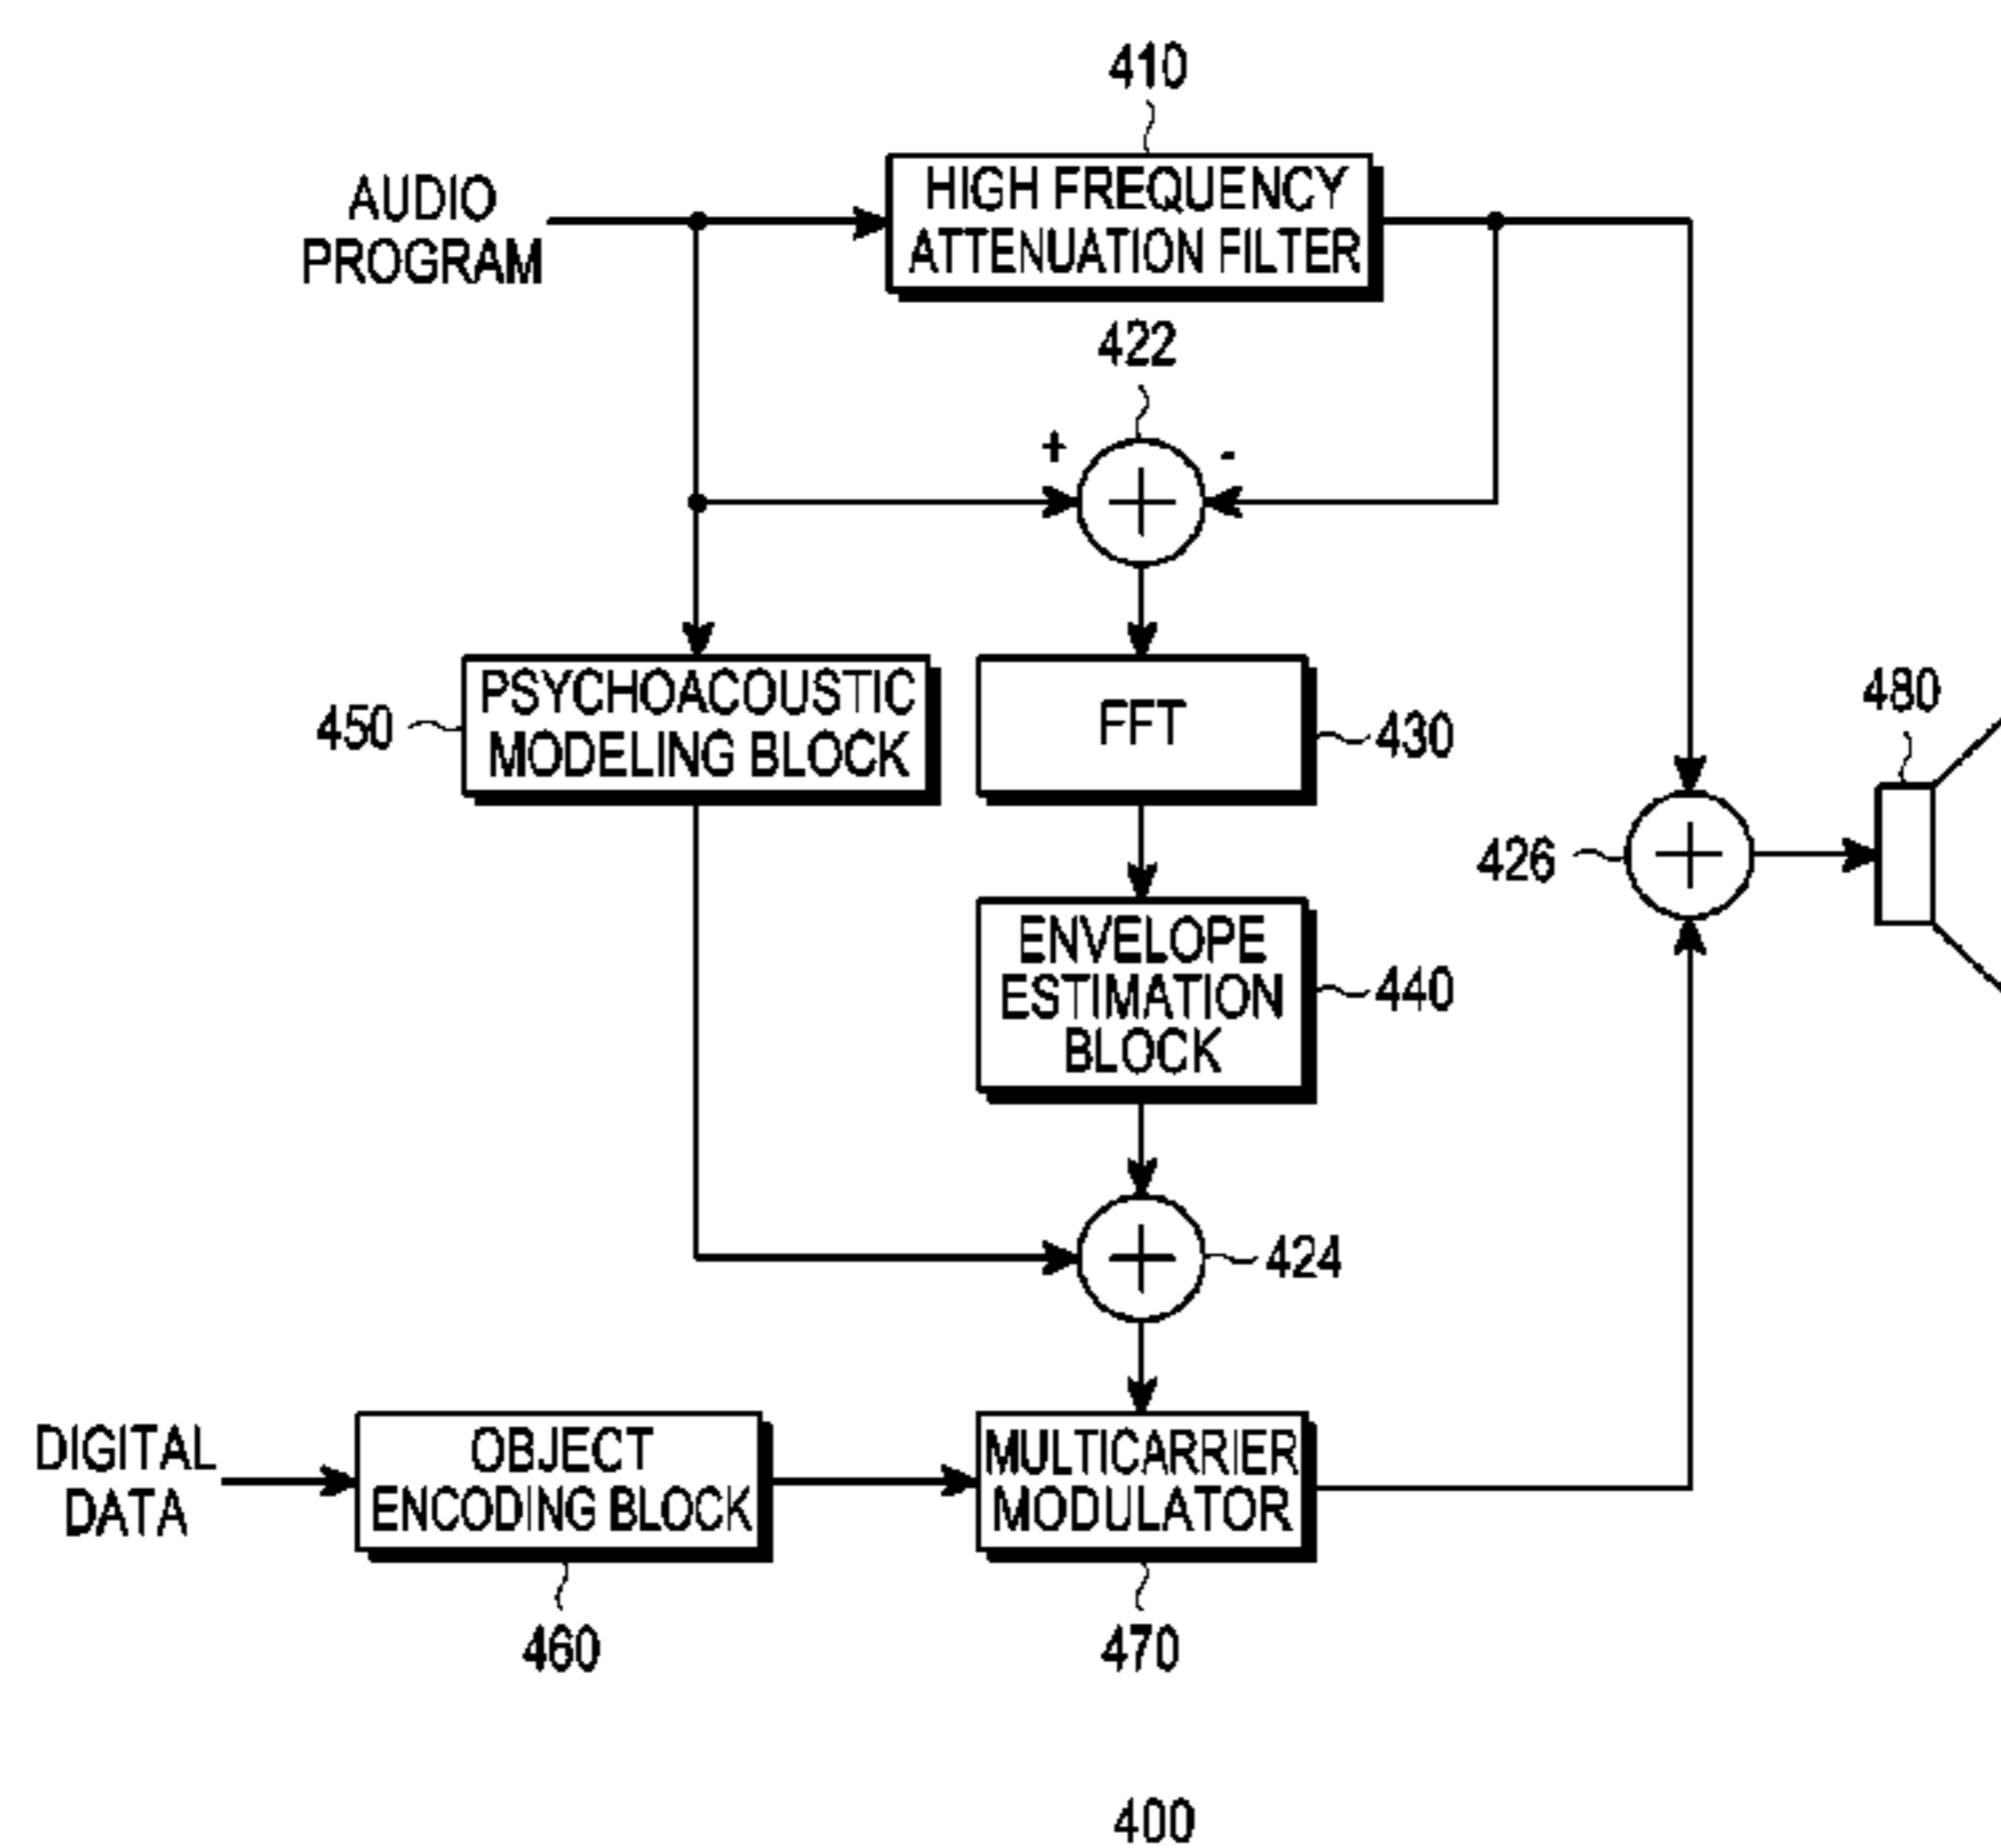 410
AUDIO
PROGRAM
HIGH FREQUENCY
ATTENUATION FILTER
422
+ -
450
PSYCHOACOUSTIC
MODELING BLOCK
FFT
430
480
426
ENVELOPE
ESTIMATION
BLOCK
440
424
DIGITAL
DATA
OBJECT
ENCODING BLOCK
MULTICARRIER
MODULATOR
460
470
400